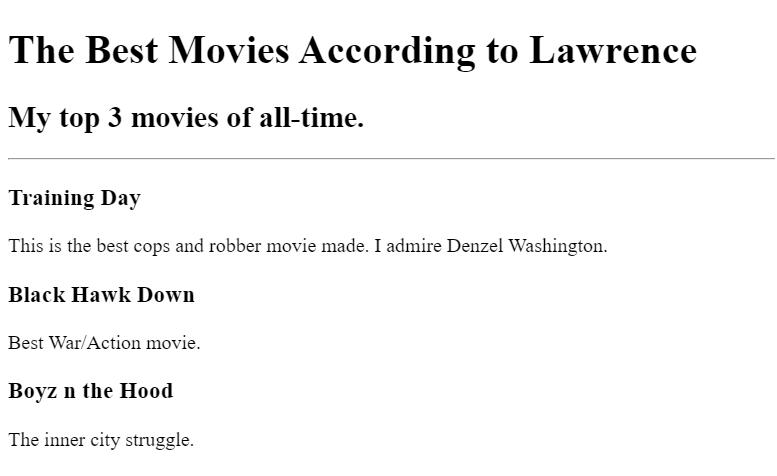 The Best Movies According to Lawrence
My top 3 movies of all-time.
Training Day
This is the best cops and robber movie made. I admire Denzel Washington.
Black Hawk Down
Best War/Action movie.
Boyz n the Hood
The inner city struggle.